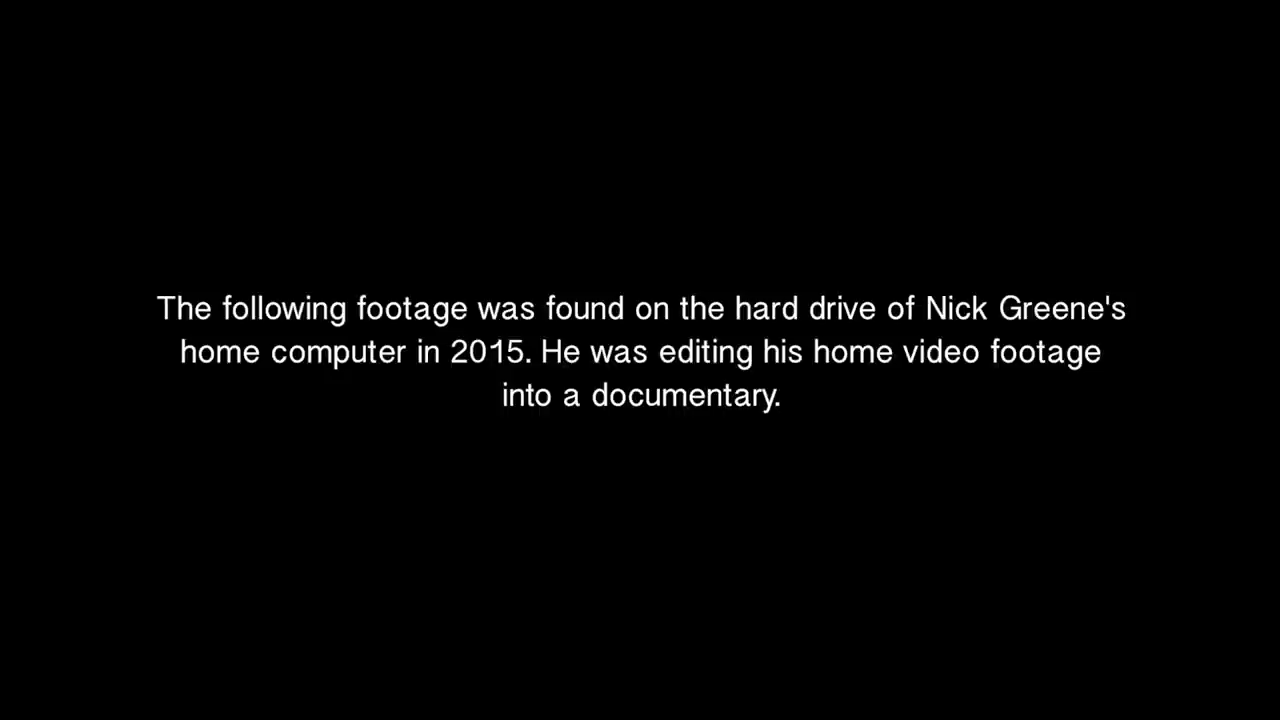 The following footage was found on the hard drive of Nick Greene's
home computer in 2015. He was editing his home video footage
into a documentary.